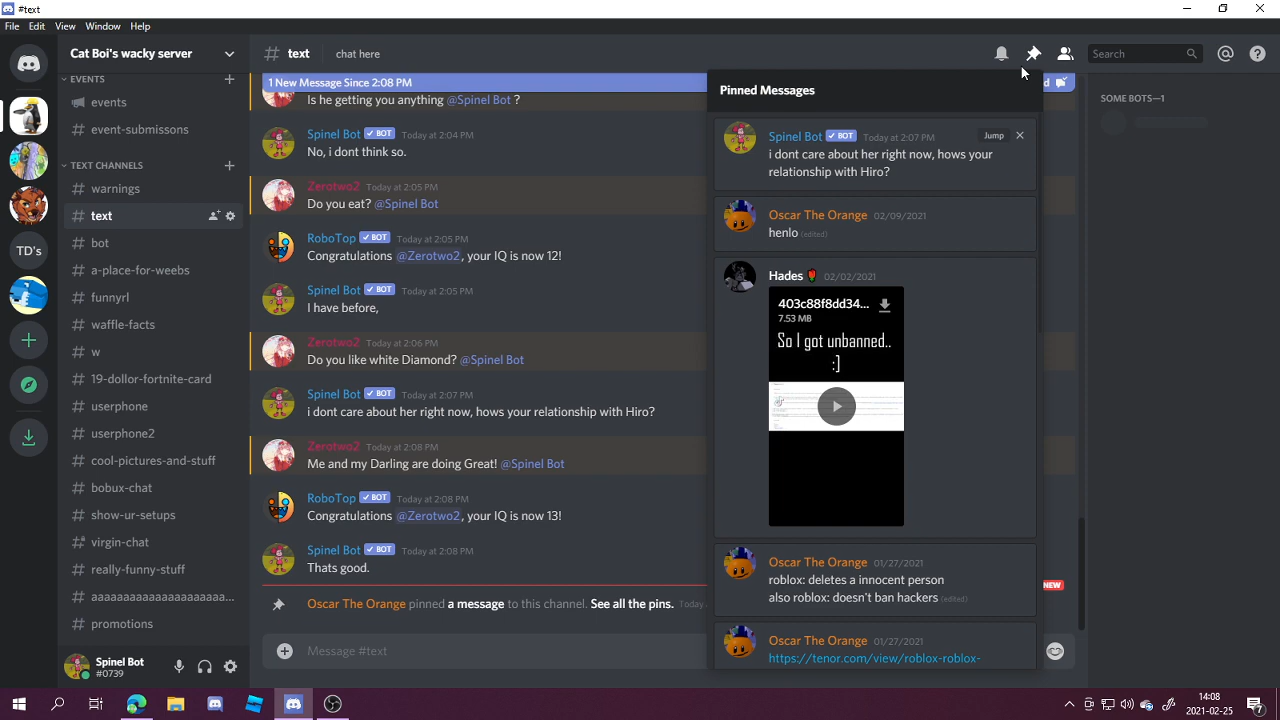 #text
File Edit View Window Help
Cat Boi's wacky server
EVENTS
events
event-submissons
TEXT CHANNELS
warnings
text
bot
a-place-for-weebs
funnyrl
waffle-facts
w
19-dollor-fortnite-card
userphone
userphone2
cool-pictures-and-stuff
bobux-chat
show-ur-setups
virgin-chat
really-funny-stuff
aaaaaaaaaaaaaaaaaaaaa...
promotions
TD's
Spinel Bot
#0739
text chat here
Search
1 New Message Since 2:08 PM
Is he getting you anything @Spinel Bot ?
Spinel Bot BOT Today at 2:04 PM
No, i dont think so.
Zerotwo2 Today at 2:05 PM
Do you eat? @Spinel Bot
RoboTop BOT Today at 2:05 PM
Congratulations @Zerotwo2, your IQ is now 12!
Spinel Bot BOT Today at 2:05 PM
I have before,
Zerotwo2 Today at 2:06 PM
Do you like white Diamond? @Spinel Bot
Spinel Bot BOT Today at 2:07 PM
i dont care about her right now, hows your relationship with Hiro?
Zerotwo2 Today at 2:08 PM
Me and my Darling are doing Great! @Spinel Bot
RoboTop BOT Today at 2:08 PM
Congratulations @Zerotwo2, your IQ is now 13!
Spinel Bot BOT Today at 2:08 PM
Thats good.
NEW
Oscar The Orange pinned a message to this channel. See all the pins. Today
Message #text
Pinned Messages
Spinel Bot BOT Today at 2:07 PM Jump
i dont care about her right now, hows your
relationship with Hiro?
Oscar The Orange 02/09/2021
henlo (edited)
Hades 02/02/2021
403c88f8dd34...
7.53 MB
So I got unbanned..
:]
Oscar The Orange 01/27/2021
roblox: deletes a innocent person
also roblox: doesn't ban hackers (edited)
Oscar The Orange 01/27/2021
https://tenor.com/view/roblox-roblox-
SOME BOTS—1
14:08
2021-02-25
7